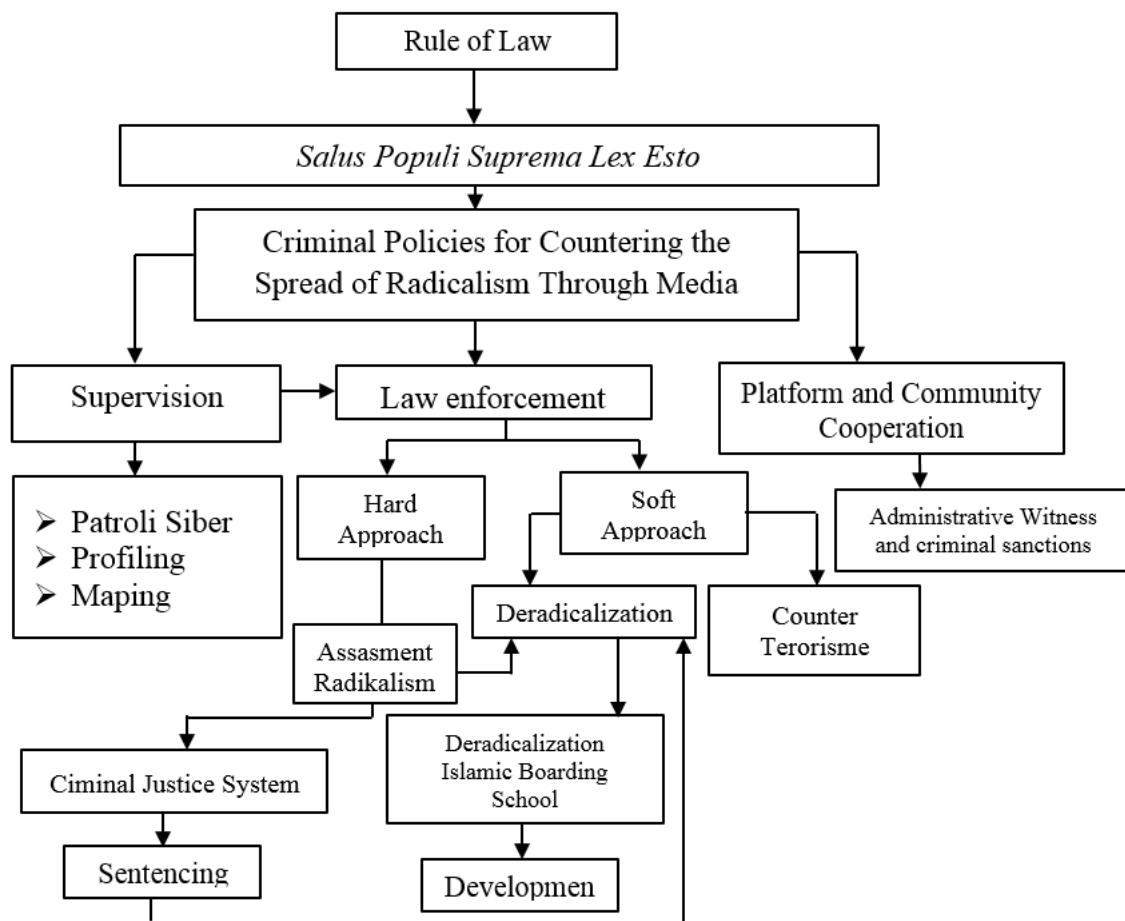 Rule of Law
Salus Populi Suprema Lex Esto
Criminal Policies for Countering the
Spread of Radicalism Through Media
Supervision
Law enforcement
Platform and Community
Cooperation
➢ Patroli Siber
➢ Profiling
➢ Maping
Hard
Approach
Soft
Approach
Administrative Witness
and criminal sanctions
Deradicalization
Counter
Terorisme
Assasment
Radikalism
Deradicalization
Islamic Boarding
School
Ciminal Justice System
Sentencing
Developmen